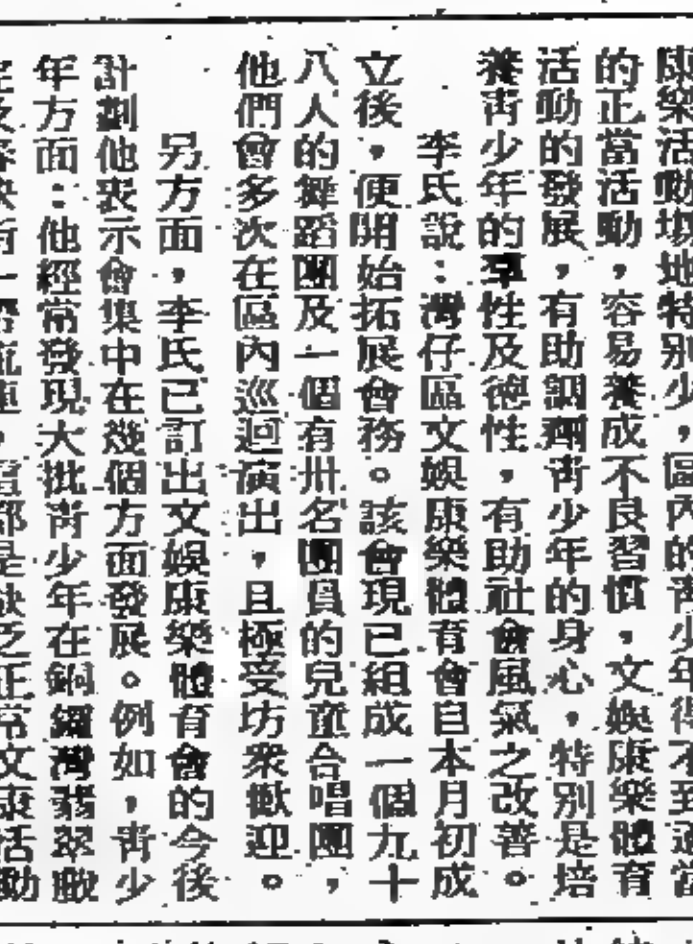 康樂活動場地特別少，區內的青少年得不到適當
的正當活動，容易養成不良習慣，文娛康樂體育
活動的發展，有助調劑青少年的身心，特別是培
養青少年的羣性及德性，有助社會風氣之改善。
李氏說：灣仔區文娛康樂體育會自本月初成
立後，便開始拓展會務。該會現已組成一個九十
八人的舞蹈團及一個有卅名團員的兒童合唱團，
他們會多次在區內巡迴演出，且極受坊衆歡迎。
另方面，李氏已訂出文娛康樂體育會的今後
計劃他表示會集中在幾個方面發展。例如，青少
年方面：他經常發現大批青少年在銅鑼灣翡翠戲
都是缺乏正常文康活動